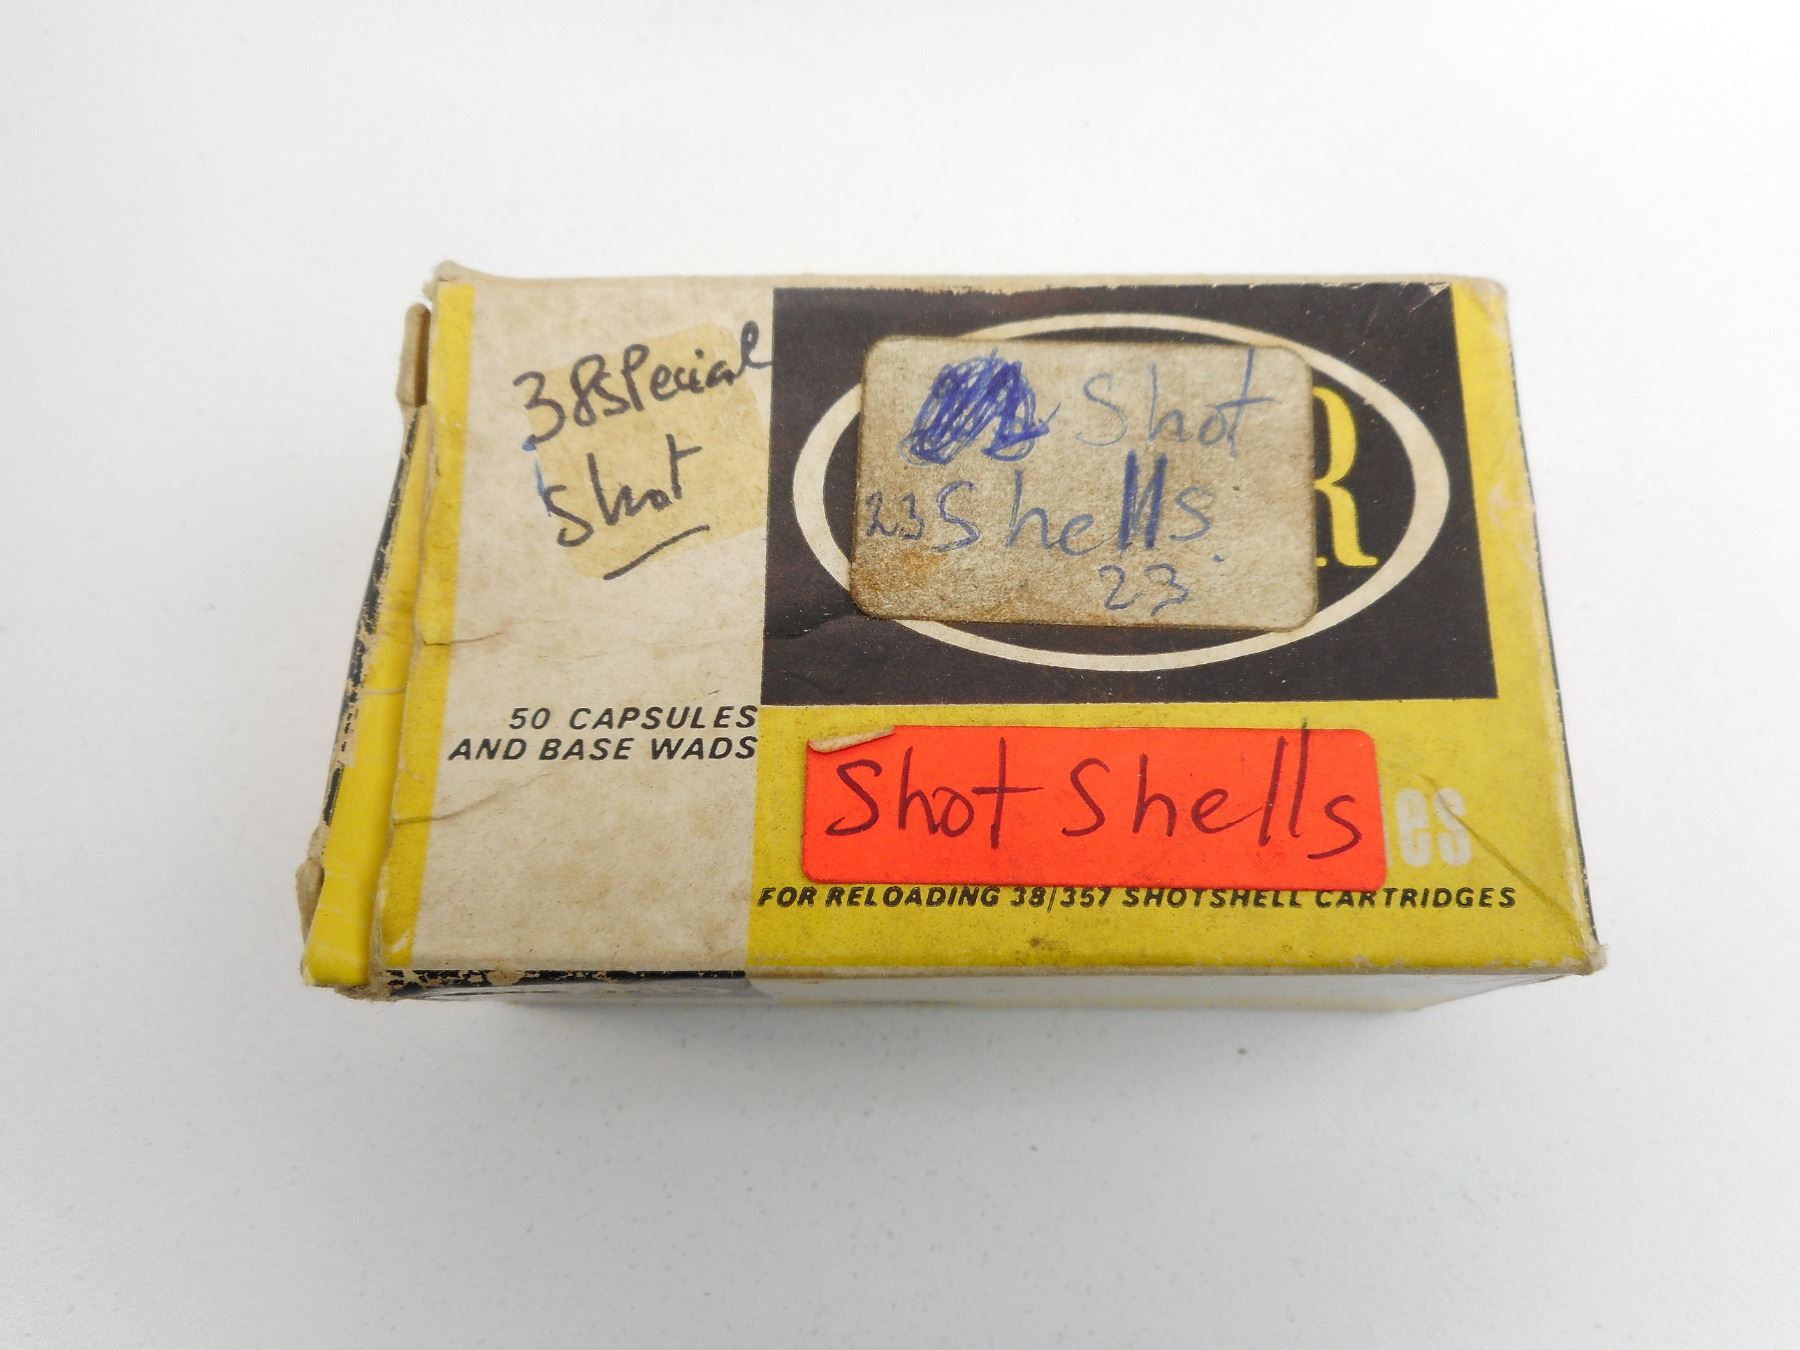 38 special
shot
Shot
23 Shells
23
R
50 CAPSULES
AND BASE WADS
Shot Shells
es
FOR RELOADING 38/357 SHOTSHELL CARTRIDGES